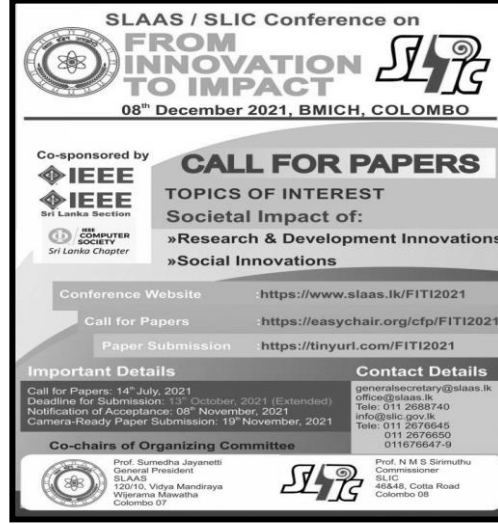 SLAAS / SLIC Conference on
FROM
INNOVATION
TO IMPACT
SLIC
08th December 2021, BMICH, COLOMBO
Co-sponsored by
IEEE
IEEE
Sri Lanka Section
IEEE
COMPUTER
SOCIETY
Sri Lanka Chapter
CALL FOR PAPERS
TOPICS OF INTEREST
Societal Impact of:
»Research & Development Innovations
»Social Innovations
Conference Website :https://www.slaas.lk/FITI2021
Call for Papers :https://easychair.org/cfp/FITI2021
Paper Submission :https://tinyurl.com/FITI2021
Important Details
Call for Papers: 14th July, 2021
Deadline for Submission: 13th October, 2021 (Extended)
Notification of Acceptance: 08th November, 2021
Camera-Ready Paper Submission: 19th November, 2021
Contact Details
generalsecretary@slaas.lk
office@slaas.lk
Tele: 011 2688740
info@slic.gov.lk
Tele: 011 2676645
011 2676650
011676647-9
Co-chairs of Organizing Committee
Prof. Sumedha Jayanetti
General President
SLAAS
120/10, Vidya Mandiraya
Wijerama Mawatha
Colombo 07
SLIC
Prof. N M S Sirimuthu
Commissioner
SLIC
46&48, Cotta Road
Colombo 08